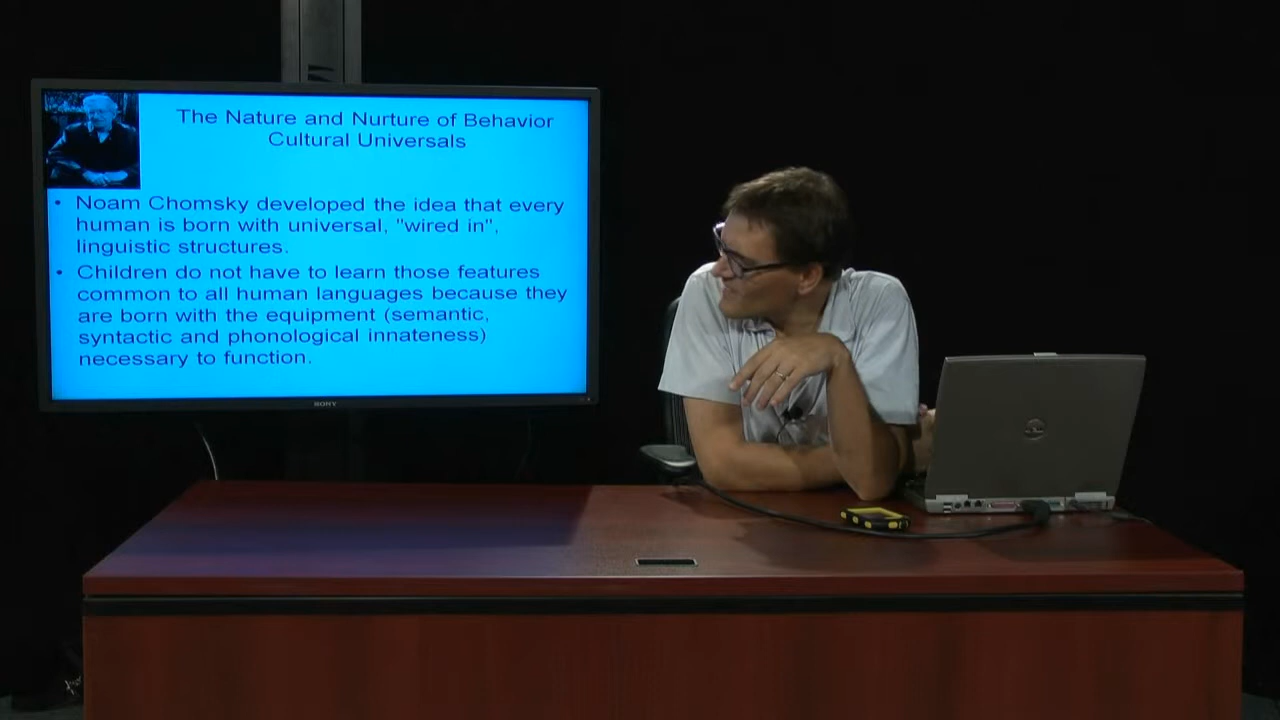 The Nature and Nurture of Behavior
Cultural Universals
• Noam Chomsky developed the idea that every
human is born with universal, "wired in",
linguistic structures.
• Children do not have to learn those features
common to all human languages because they
are born with the equipment (semantic,
syntactic and phonological innateness)
necessary to function.
SONY